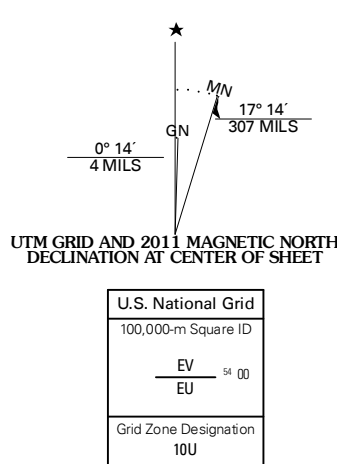 ★
MN
GN
17° 14´
307 MILS
0° 14´
4 MILS
UTM GRID AND 2011 MAGNETIC NORTH
DECLINATION AT CENTER OF SHEET
U.S. National Grid
100,000-m Square ID
EV
54 00
EU
Grid Zone Designation
10U